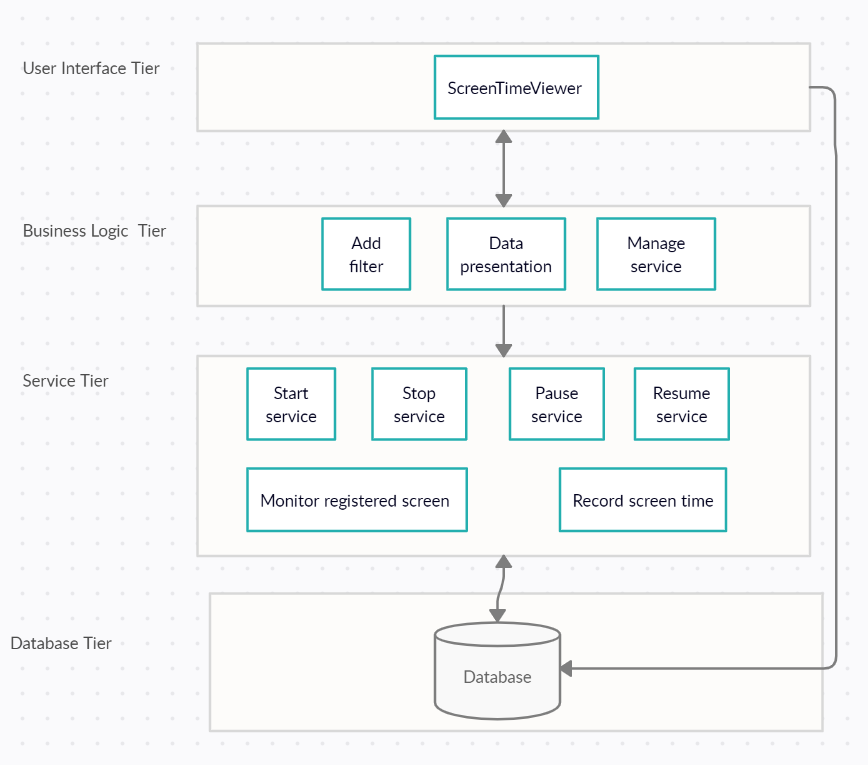 User Interface Tier
ScreenTimeViewer
Business Logic  Tier
Add
filter
Data
presentation
Manage
service
Service Tier
Start
service
Stop
service
Pause
service
Resume
service
Monitor registered screen
Record screen time
Database Tier
Database